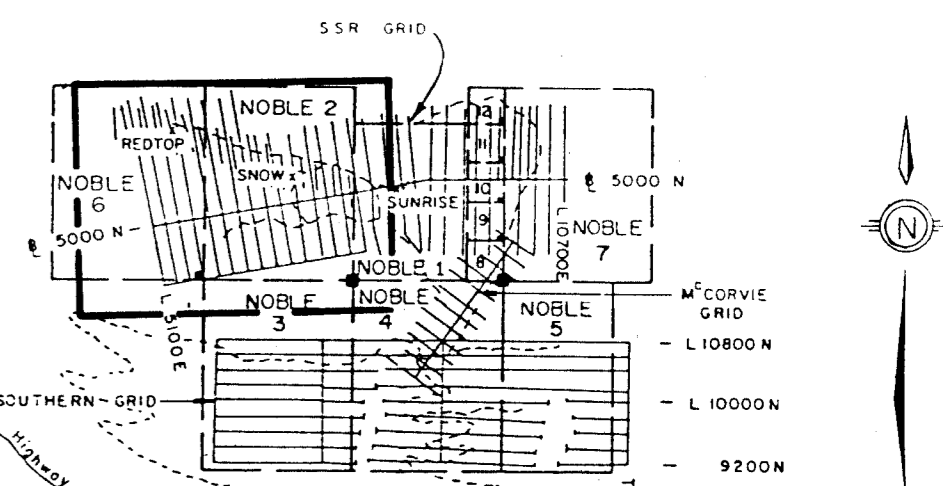 SSR GRID
NOBLE 2
12
REDTOP
11
SNOW x
NOBLE
6
10
℄ 5000 N
SUNRISE
9
L10700E
NOBLE
7
℄ 5000 N
8
NOBLE 1
NOBLE
3
NOBLE
4
NOBLE
5
McCORVIE
GRID
L 5100E
N
L 10800 N
SOUTHERN GRID
L 10000 N
9200N
Highway